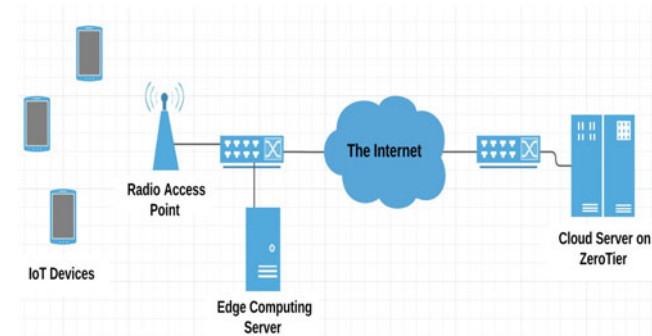 The Internet
Radio Access
Point
Cloud Server on
ZeroTier
IoT Devices
Edge Computing
Server